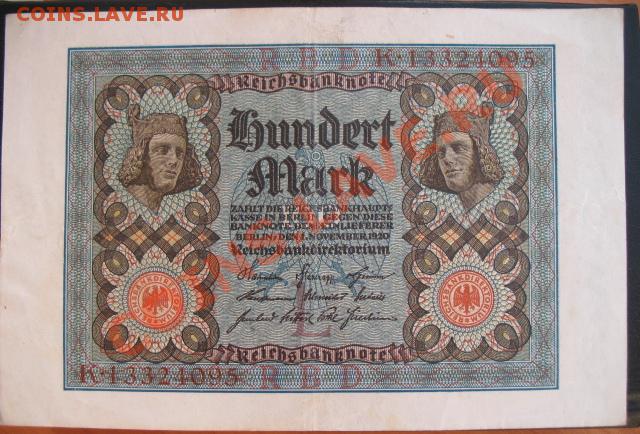 COINS.LAVE.RU
R B D K·13324095
Reichsbanknote
Hundert
Mark
ZAHLT DIE REICHSBANKHAUPT=
KASSE IN BERLIN GEGEN DIESE
BANKNOTE DEM EINLIEFERER
BERLIN, DEN 1. NOVEMBER 1920
Reichsbankdirektorium
L
Reichsbanknote
K·13324095 R B D